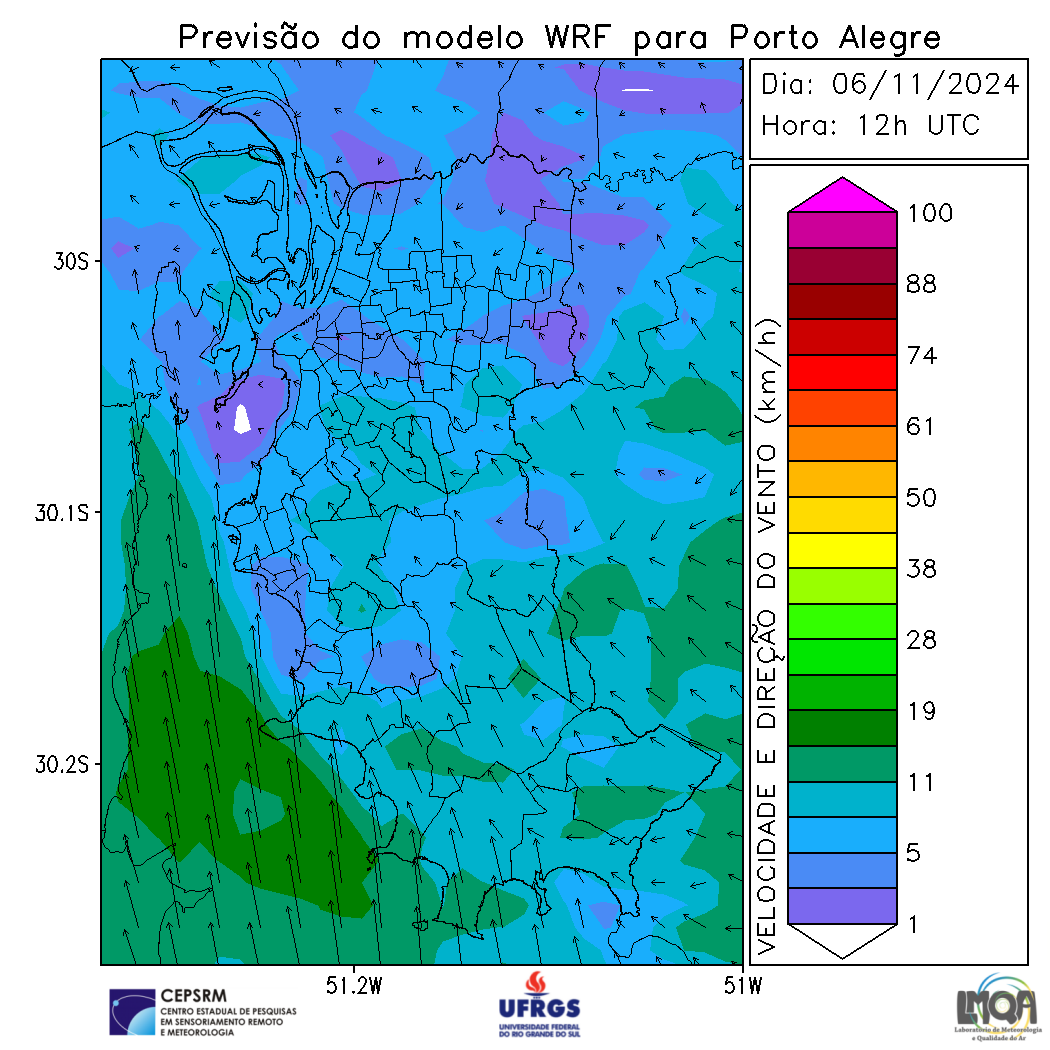 Previsão do modelo WRF para Porto Alegre
Dia: 06/11/2024
Hora: 12h UTC
30S
30.1S
30.2S
51.2W
51W
VELOCIDADE E DIREÇÃO DO VENTO (km/h)
100
88
74
61
50
38
28
19
11
5
1
CEPSRM
CENTRO ESTADUAL DE PESQUISAS
EM SENSORIAMENTO REMOTO
E METEOROLOGIA
UFRGS
UNIVERSIDADE FEDERAL
DO RIO GRANDE DO SUL
LMQA
Laboratório de Meteorologia
e Qualidade do Ar